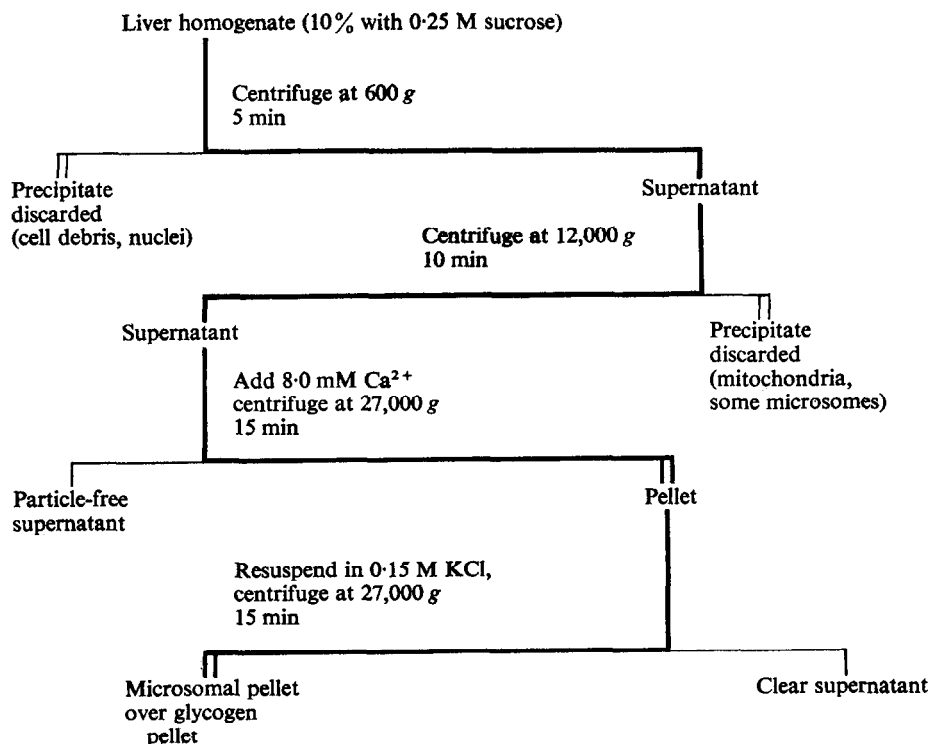 Liver homogenate (10% with 0·25 M sucrose)
Centrifuge at 600 g
5 min
Precipitate
discarded
(cell debris, nuclei)
Supernatant
Centrifuge at 12,000 g
10 min
Supernatant
Precipitate
discarded
(mitochondria,
some microsomes)
Add 8·0 mM Ca²⁺
centrifuge at 27,000 g
15 min
Particle-free
supernatant
Pellet
Resuspend in 0·15 M KCl,
centrifuge at 27,000 g
15 min
Microsomal pellet
over glycogen
pellet
Clear supernatant